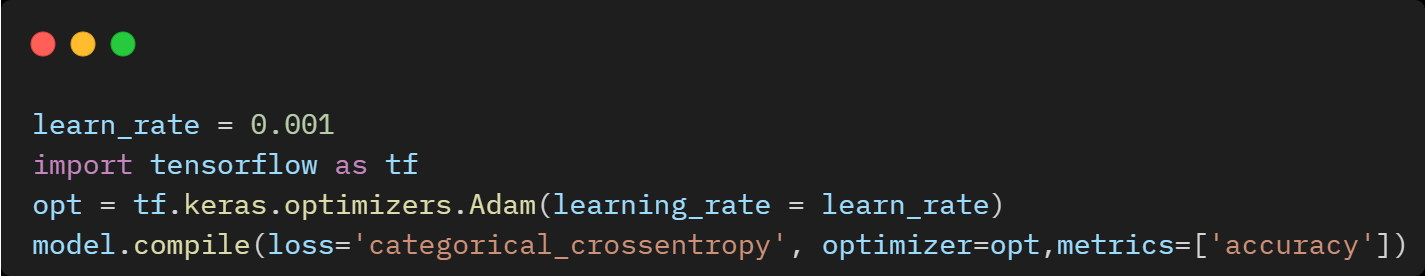 learn_rate = 0.001
import tensorflow as tf
opt = tf.keras.optimizers.Adam(learning_rate = learn_rate)
model.compile(loss='categorical_crossentropy', optimizer=opt,metrics=['accuracy'])